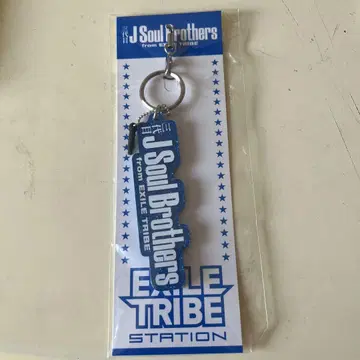 三代目 J Soul Brothers
from EXILE TRIBE
三代目
J Soul Brothers
from EXILE TRIBE
EXILE
TRIBE
STATION